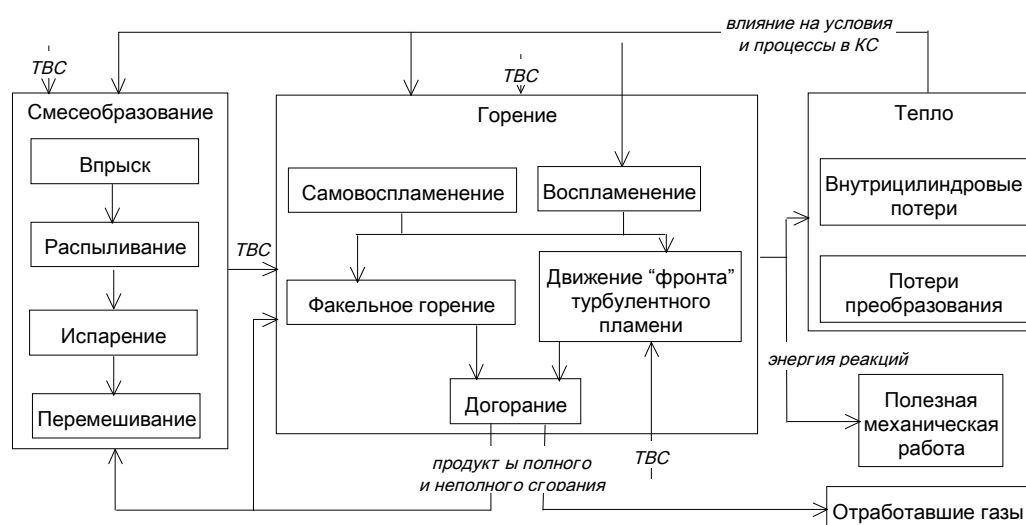 влияние на условия
и процессы в КС
ТВС
ТВС
Смесеобразование
Впрыск
Распыливание
Испарение
Перемешивание
ТВС
Горение
Самовоспламенение
Воспламенение
Факельное горение
Движение “фронта”
турбулентного
пламени
Догорание
Тепло
Внутрицилиндровые
потери
Потери
преобразования
энергия реакций
Полезная
механическая
работа
продукт ы полного
и неполного сгорания
ТВС
Отработавшие газы